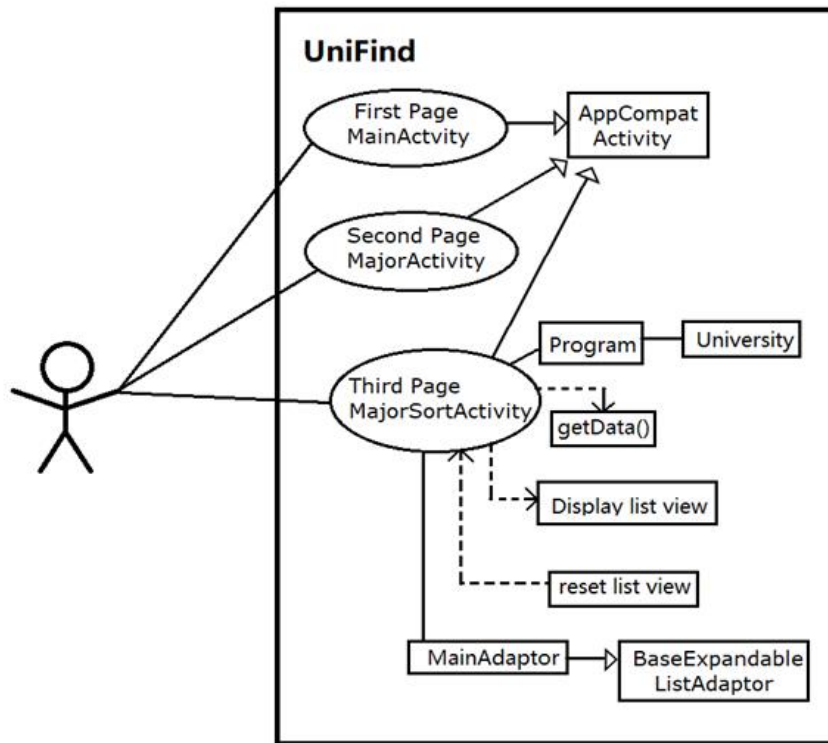 UniFind
First Page
MainActvity
AppCompat
Activity
Second Page
MajorActivity
Program
University
Third Page
MajorSortActivity
getData()
Display list view
reset list view
MainAdaptor
BaseExpandable
ListAdaptor